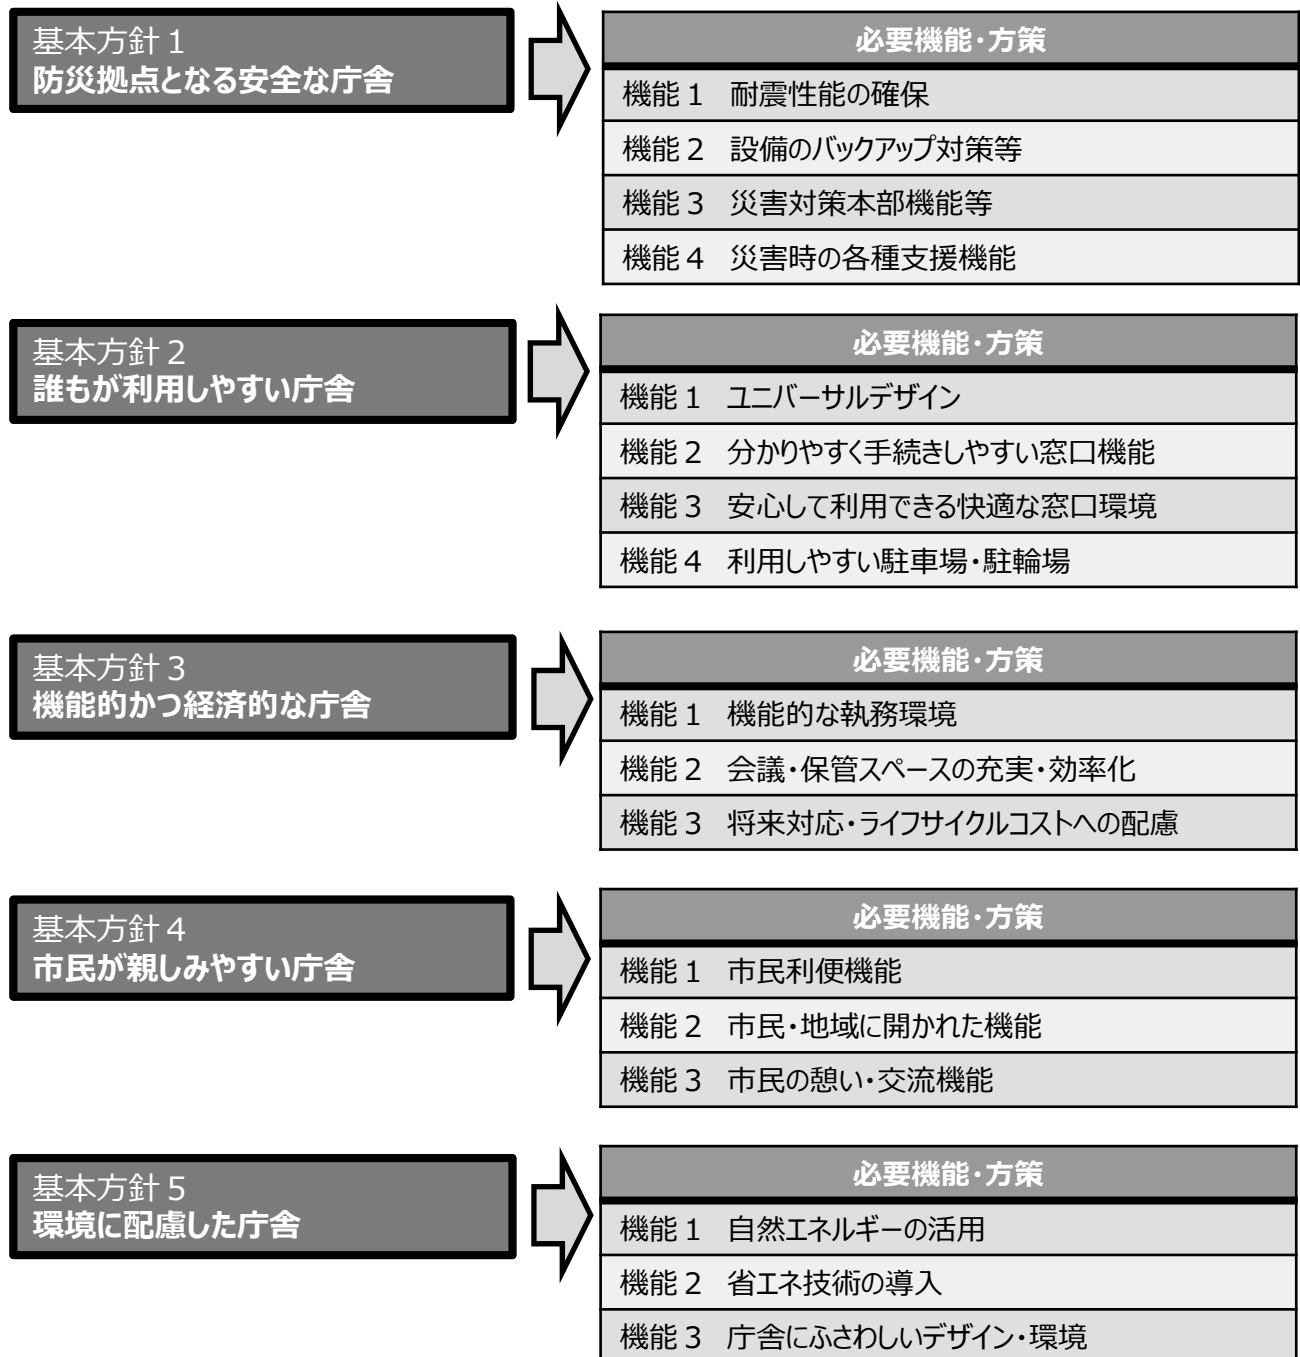 基本方針１
防災拠点となる安全な庁舎
必要機能・方策
機能１　耐震性能の確保
機能２　設備のバックアップ対策等
機能３　災害対策本部機能等
機能４　災害時の各種支援機能
基本方針２
誰もが利用しやすい庁舎
必要機能・方策
機能１　ユニバーサルデザイン
機能２　分かりやすく手続きしやすい窓口機能
機能３　安心して利用できる快適な窓口環境
機能４　利用しやすい駐車場・駐輪場
基本方針３
機能的かつ経済的な庁舎
必要機能・方策
機能１　機能的な執務環境
機能２　会議・保管スペースの充実・効率化
機能３　将来対応・ライフサイクルコストへの配慮
基本方針４
市民が親しみやすい庁舎
必要機能・方策
機能１　市民利便機能
機能２　市民・地域に開かれた機能
機能３　市民の憩い・交流機能
基本方針５
環境に配慮した庁舎
必要機能・方策
機能１　自然エネルギーの活用
機能２　省エネ技術の導入
機能３　庁舎にふさわしいデザイン・環境